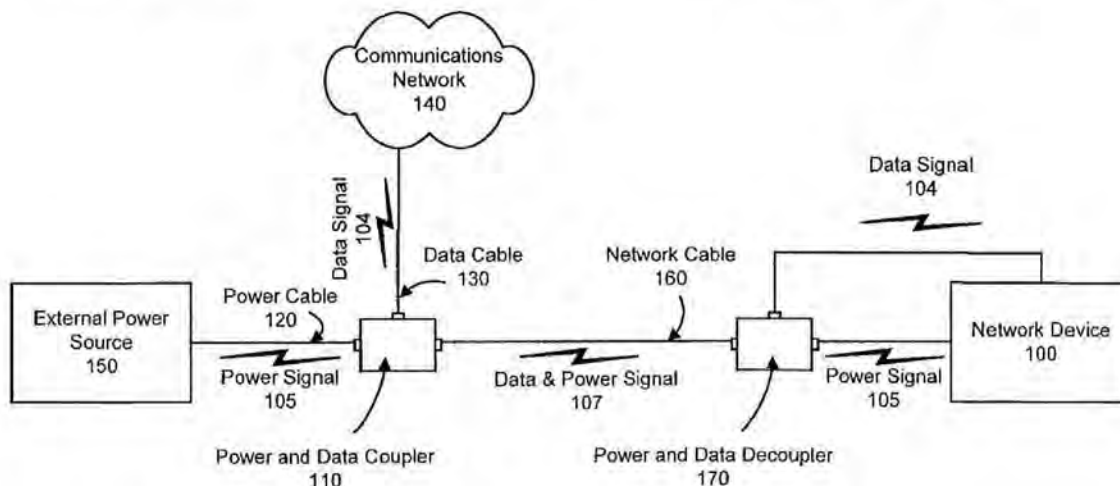 Communications
Network
140
Data Signal
104
Data Signal
104
Data Cable
130
Network Cable
160
Power Cable
120
External Power
Source
150
Power Signal
105
Data & Power Signal
107
Network Device
100
Power Signal
105
Power and Data Coupler
110
Power and Data Decoupler
170